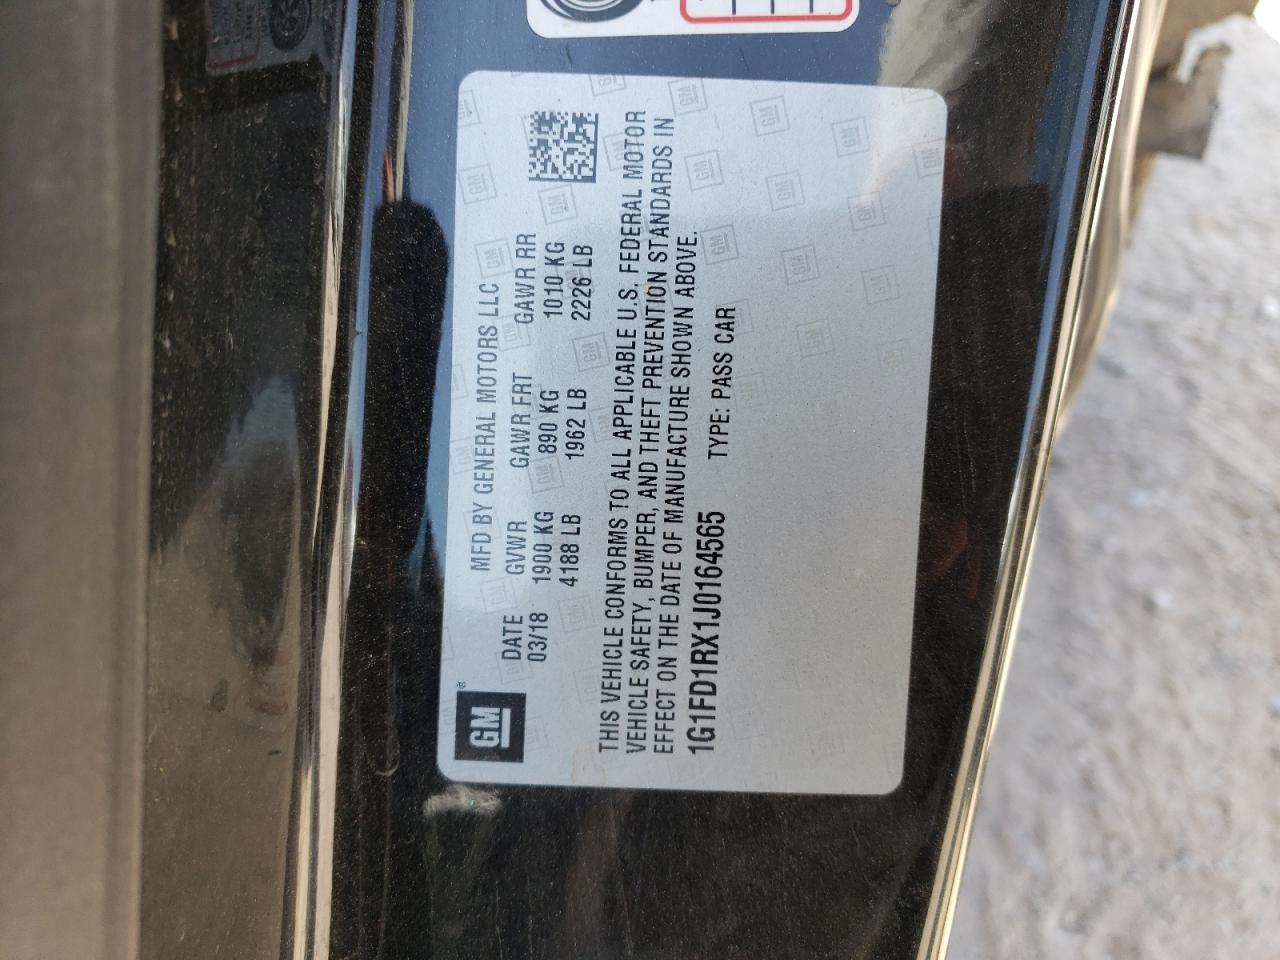 GM®
MFD BY GENERAL MOTORS LLC
DATE GVWR GAWR FRT GAWR RR
03/18 1900 KG 890 KG 1010 KG
4188 LB 1962 LB 2226 LB
THIS VEHICLE CONFORMS TO ALL APPLICABLE U.S. FEDERAL MOTOR
VEHICLE SAFETY, BUMPER, AND THEFT PREVENTION STANDARDS IN
EFFECT ON THE DATE OF MANUFACTURE SHOWN ABOVE.
1G1FD1RX1J0164565 TYPE: PASS CAR